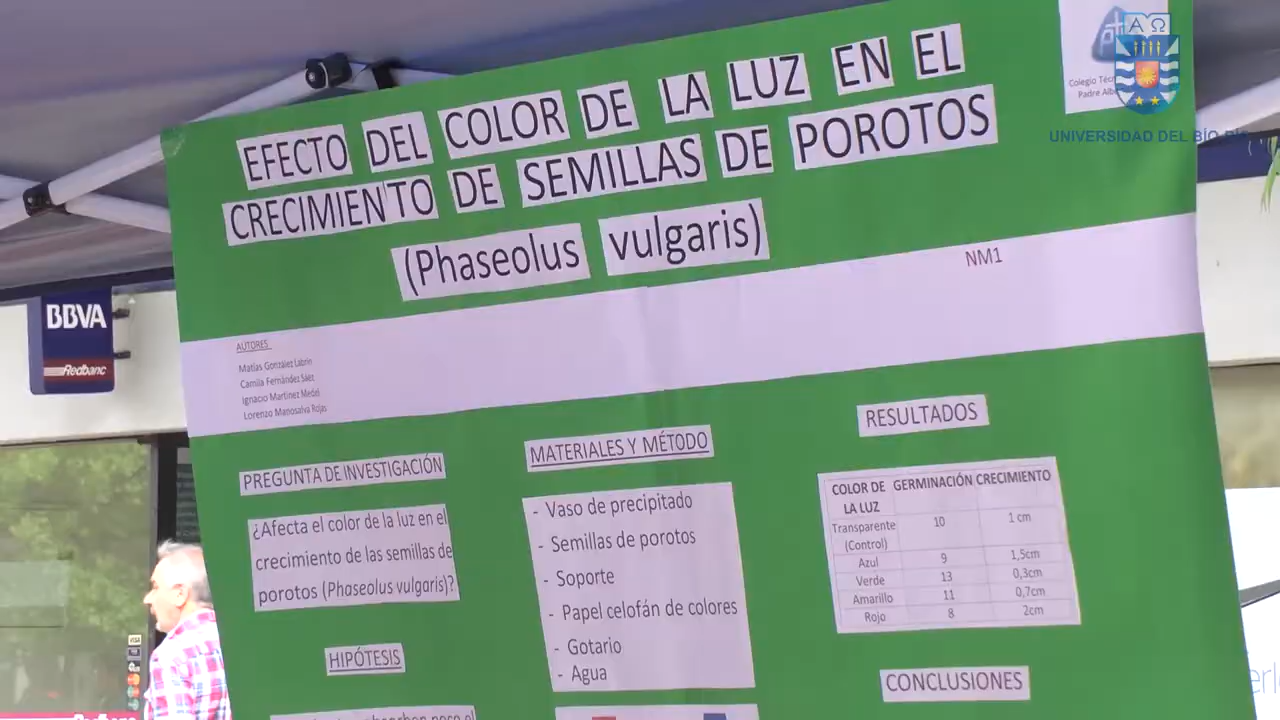 EFECTO DEL COLOR DE LA LUZ EN EL
CRECIMIENTO DE SEMILLAS DE POROTOS
(Phaseolus vulgaris)
Padre
UNIVERSIDAD DEL BÍO BÍO
NM1
BBVA
Redbanc
AUTORES
Matías González Labrin
Camila Fernández Sáez
Ignacio Martínez Medel
Lorenzo Manosalva Rojas
PREGUNTA DE INVESTIGACIÓN
¿Afecta el color de la luz en el
crecimiento de las semillas de
porotos (Phaseolus vulgaris)?
HIPÓTESIS
MATERIALES Y MÉTODO
- Vaso de precipitado
- Semillas de porotos
- Soporte
- Papel celofán de colores
- Gotario
- Agua
RESULTADOS
COLOR DE LA LUZ GERMINACIÓN CRECIMIENTO
Transparente (Control) 10 1 cm
Azul 9 1,5cm
Verde 13 0,3cm
Amarillo 11 0,7cm
Rojo 8 2cm
CONCLUSIONES
VISA
Redbanc